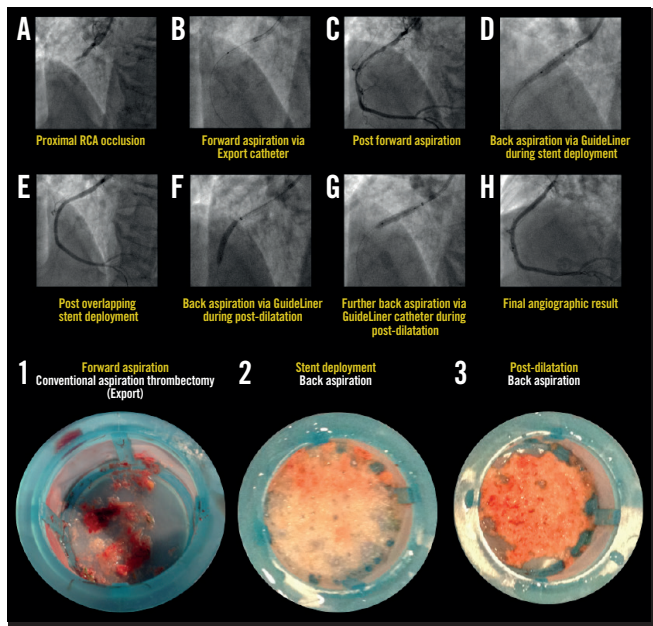 A
B
C
D
Proximal RCA occlusion
Forward aspiration via
Export catheter
Post forward aspiration
Back aspiration via GuideLiner
during stent deployment
E
F
G
H
Post overlapping
stent deployment
Back aspiration via GuideLiner
during post-dilatation
Further back aspiration via
GuideLiner catheter during
post-dilatation
Final angiographic result
1
Forward aspiration
Conventional aspiration thrombectomy
(Export)
2
Stent deployment
Back aspiration
3
Post-dilatation
Back aspiration